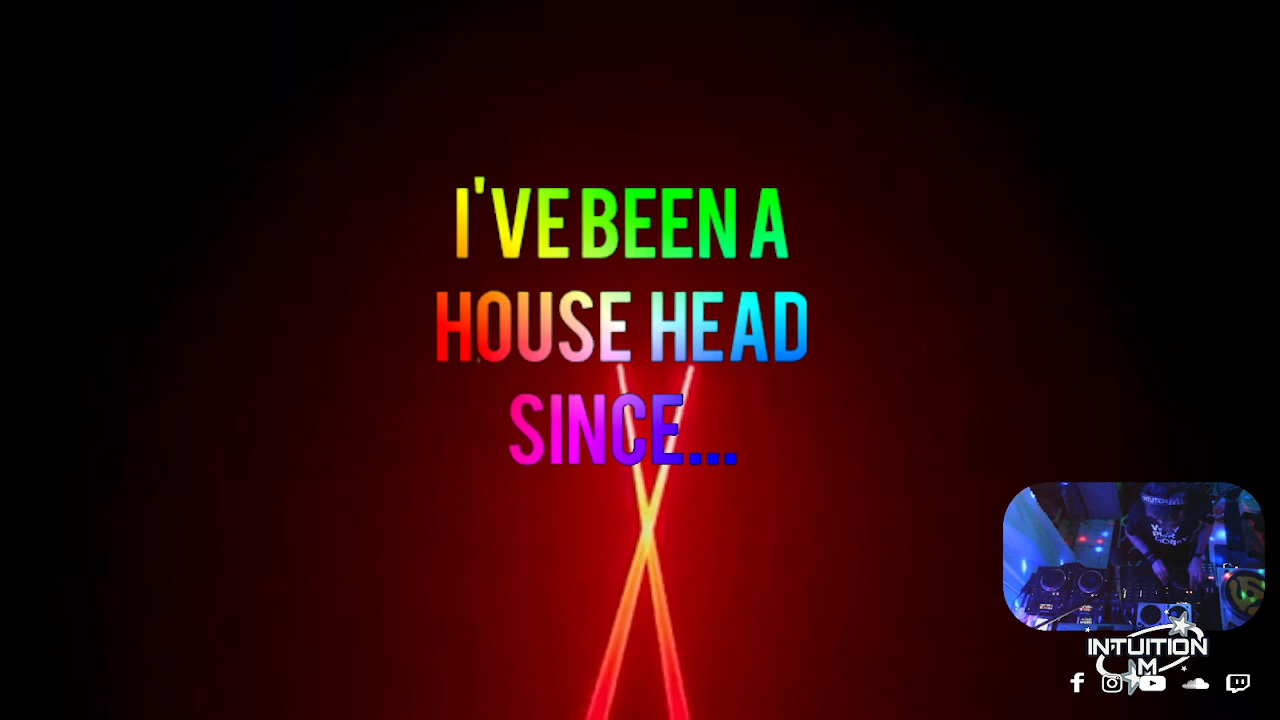 I'VE BEEN A
HOUSE HEAD
SINCE...
INTUITION
M